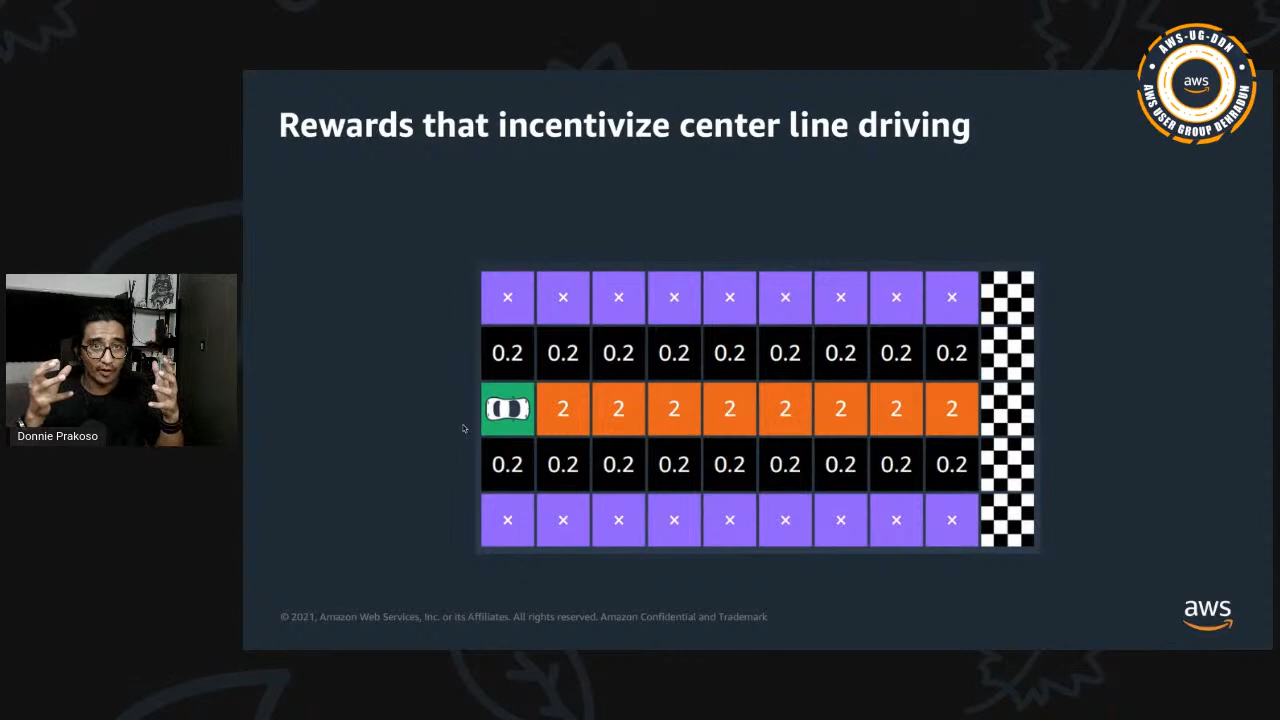 AWS-UG-DDN
aws
AWS USER GROUP DEHRADUN
Rewards that incentivize center line driving
× × × × × × × × ×
0.2 0.2 0.2 0.2 0.2 0.2 0.2 0.2 0.2
2 2 2 2 2 2 2 2
0.2 0.2 0.2 0.2 0.2 0.2 0.2 0.2 0.2
× × × × × × × × ×
Donnie Prakoso
© 2021, Amazon Web Services, Inc. or its Affiliates. All rights reserved. Amazon Confidential and Trademark
aws